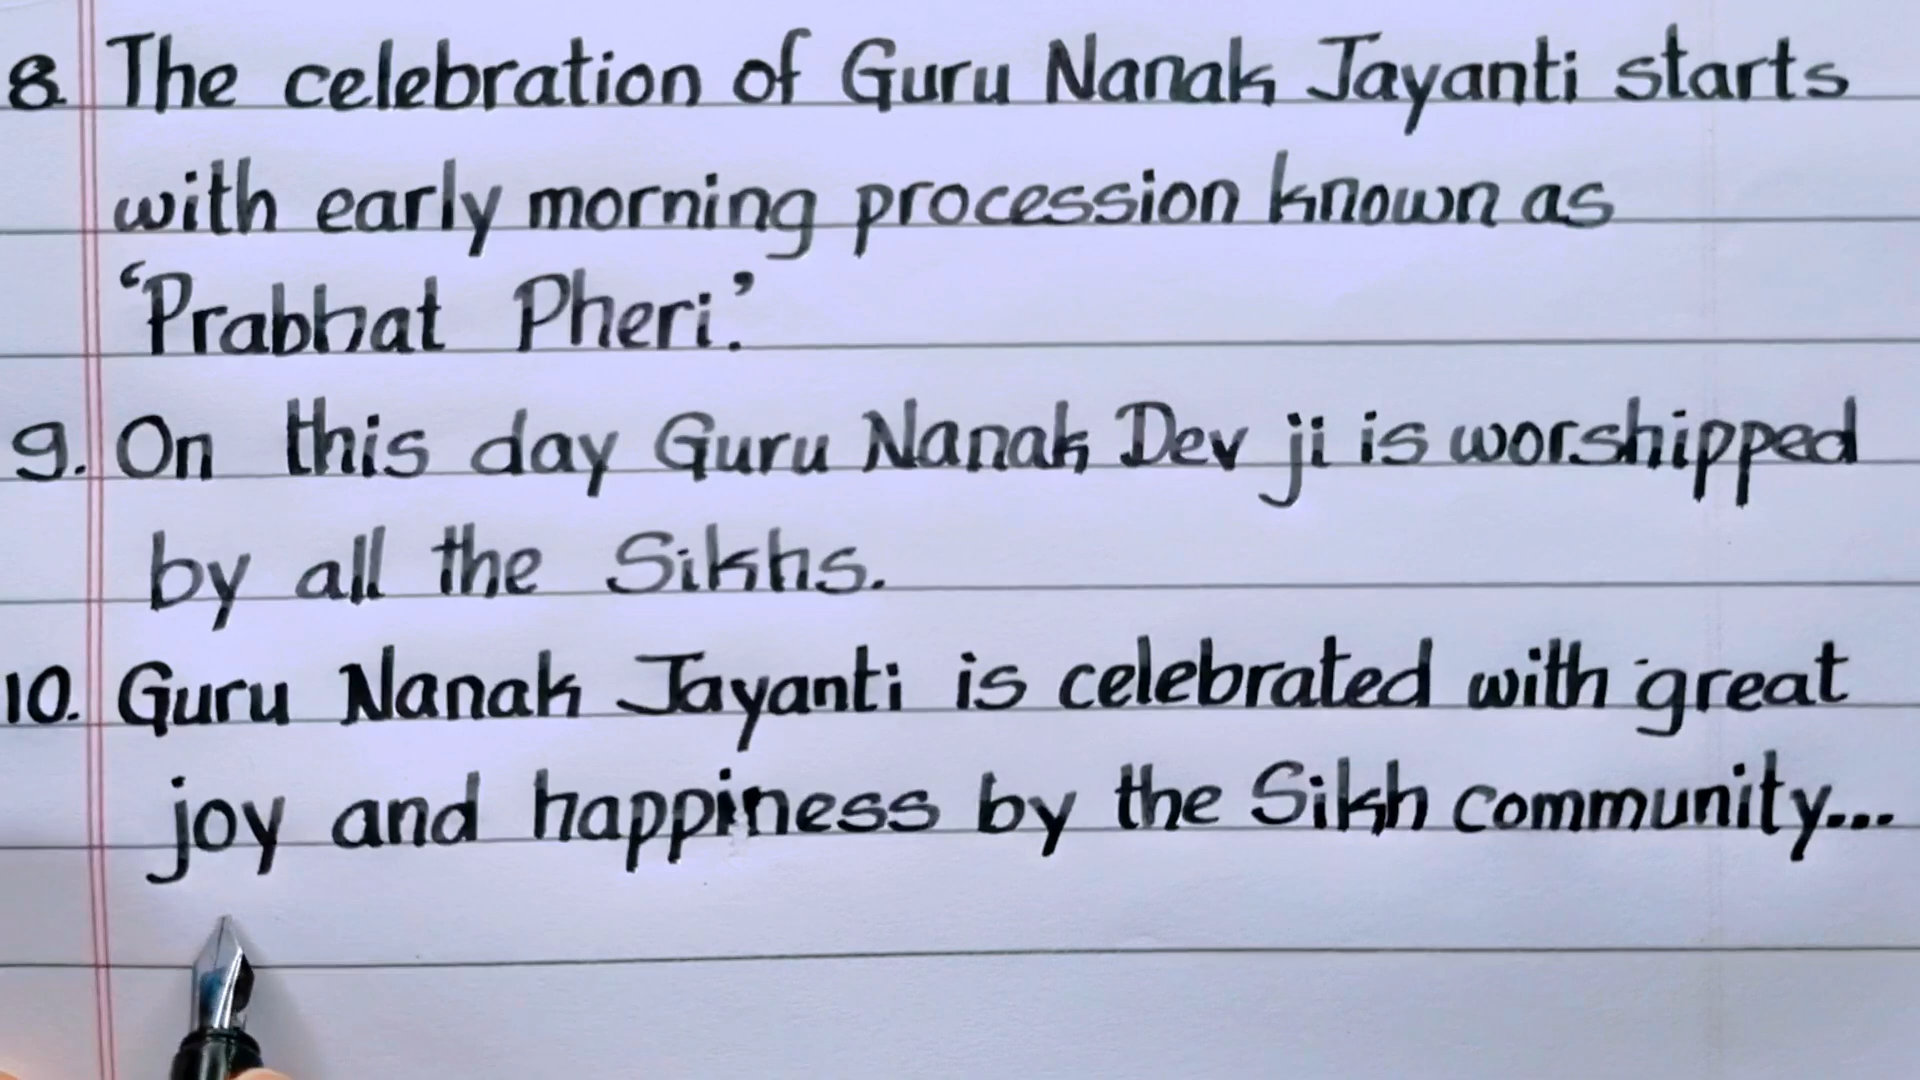 8. The celebration of Guru Nanak Jayanti starts
with early morning procession known as
‘Prabhat Pheri.’
9. On this day Guru Nanak Dev ji is worshipped
by all the Sikhs.
10. Guru Nanak Jayanti is celebrated with great
joy and happiness by the Sikh community...